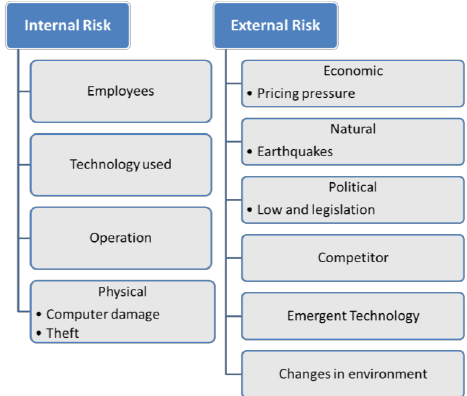 Internal Risk
Employees
Technology used
Operation
Physical
• Computer damage
• Theft
External Risk
Economic
• Pricing pressure
Natural
• Earthquakes
Political
• Low and legislation
Competitor
Emergent Technology
Changes in environment